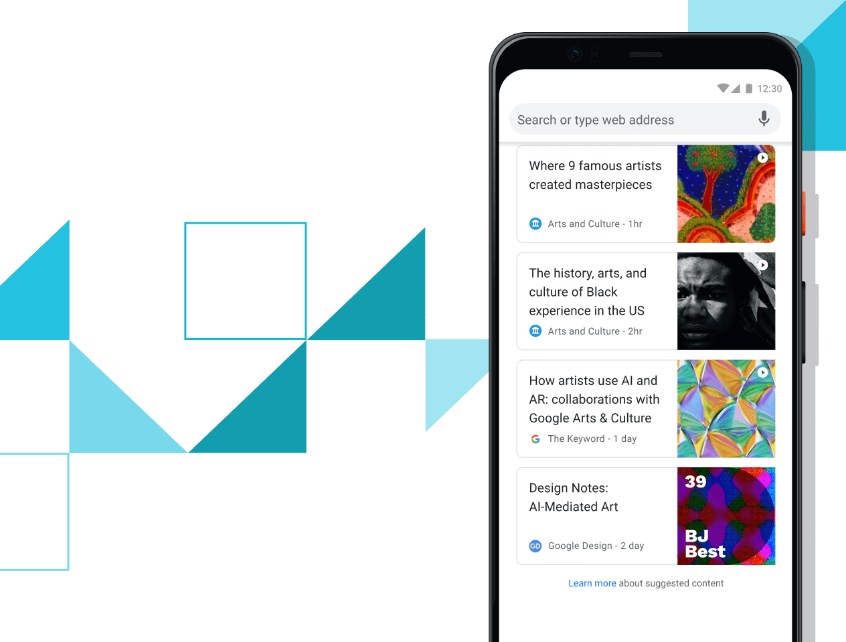 12:30
Search or type web address
Where 9 famous artists
created masterpieces
Arts and Culture - 1hr
The history, arts, and
culture of Black
experience in the US
Arts and Culture - 2hr
How artists use AI and
AR: collaborations with
Google Arts & Culture
G The Keyword - 1 day
Design Notes:
AI-Mediated Art
GD Google Design - 2 day
39
BJ
Best
Learn more about suggested content